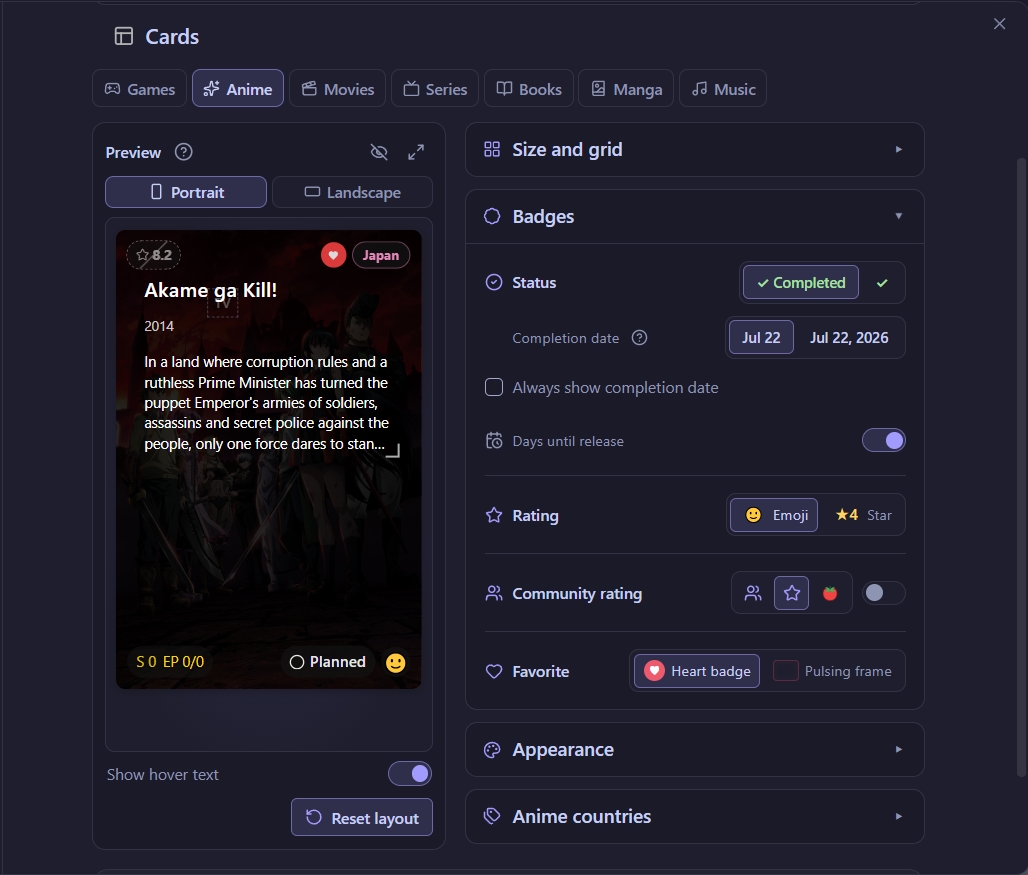 Cards
Games
Anime
Movies
Series
Books
Manga
Music
Preview
Portrait
Landscape
8.2
Japan
Akame ga Kill!
TV
2014
In a land where corruption rules and a
ruthless Prime Minister has turned the
puppet Emperor's armies of soldiers,
assassins and secret police against the
people, only one force dares to stan...
S 0 EP 0/0
Planned
Show hover text
Reset layout
Size and grid
Badges
Status
Completed
Completion date
Jul 22
Jul 22, 2026
Always show completion date
Days until release
Rating
Emoji
★4 Star
Community rating
Favorite
Heart badge
Pulsing frame
Appearance
Anime countries